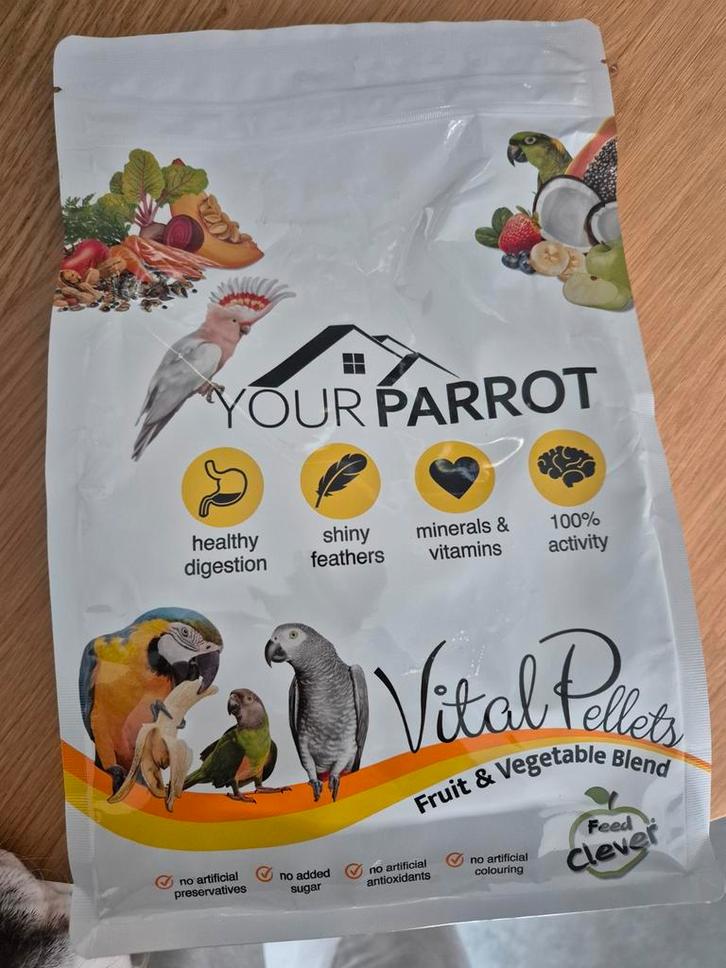 YOUR PARROT
healthy
digestion
shiny
feathers
minerals &
vitamins
100%
activity
Vital Pellets
Fruit & Vegetable Blend
Feed
Clever
no artificial
preservatives
no added
sugar
no artificial
antioxidants
no artificial
colouring